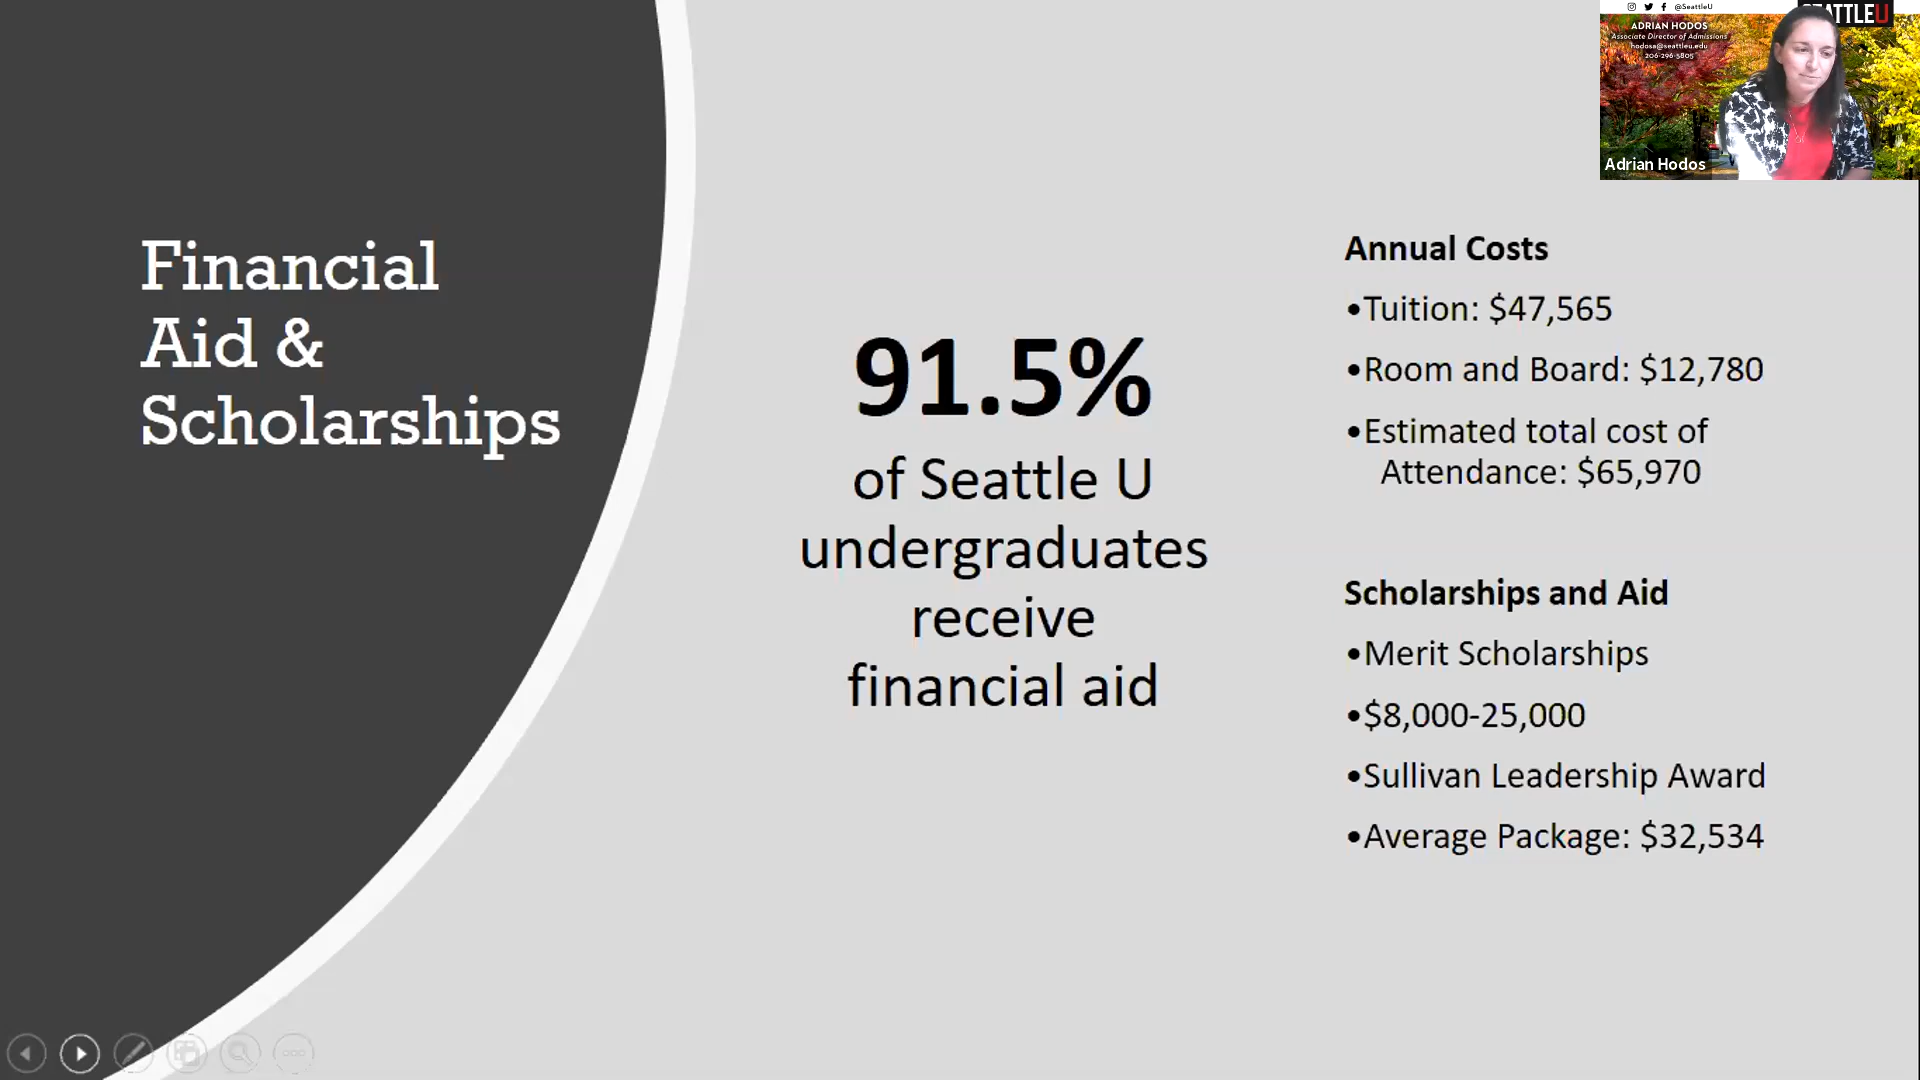 Financial
Aid &
Scholarships
91.5%
of Seattle U
undergraduates
receive
financial aid
Annual Costs
•Tuition: $47,565
•Room and Board: $12,780
•Estimated total cost of
Attendance: $65,970
Scholarships and Aid
•Merit Scholarships
•$8,000-25,000
•Sullivan Leadership Award
•Average Package: $32,534
@SeattleU
ADRIAN HODOS
Associate Director of Admissions
hodosa@seattleu.edu
206-296-5805
Adrian Hodos